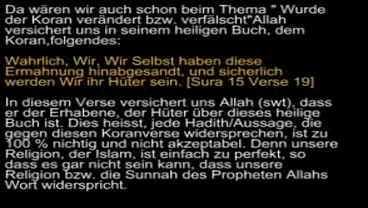 Da wären wir auch schon beim Thema " Wurde
der Koran verändert bzw. verfälscht"Allah
versichert uns in seinem heiligen Buch, dem
Koran,folgendes:
Wahrlich, Wir, Wir Selbst haben diese
Ermahnung hinabgesandt, und sicherlich
werden Wir ihr Hüter sein. [Sura 15 Verse 19]
In diesem Verse versichert uns Allah (swt), dass
er der Erhabene, der Hüter über dieses heilige
Buch ist. Dies heisst, jede Hadith/Aussage, die
gegen diesen Koranverse widersprechen, ist zu
100 % nichtig und nicht akzeptabel. Denn unsere
Religion, der Islam, ist einfach zu perfekt, so
dass es gar nicht sein kann, dass unsere
Religion bzw. die Sunnah des Propheten Allahs
Wort widerspricht.